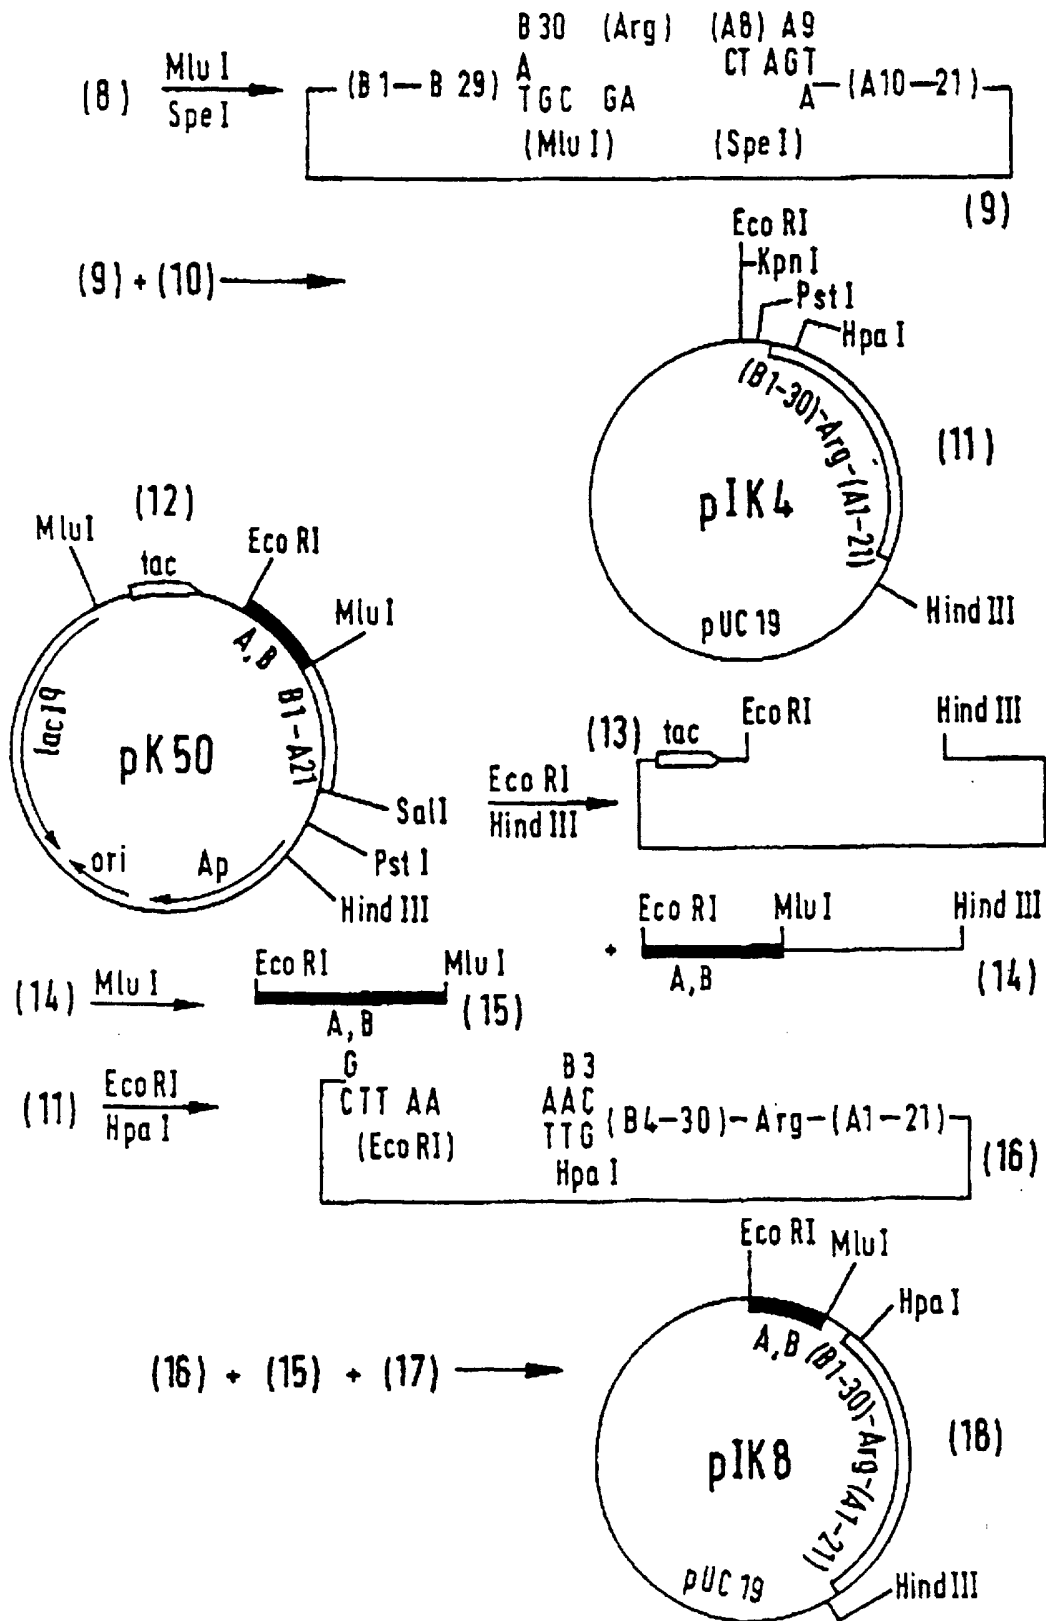 B30 (Arg) (A8) A9
(8) Mlu I
Spe I
(B1—B 29) A CT AGT (A10—21)
TGC GA A
(Mlu I) (Spe I)
(9)
(9) + (10)
Eco RI
Kpn I
Pst I
Hpa I
(B1-30)-Arg-(A1-21)
(11)
pIK4
pUC 19
Hind III
(12)
Mlu I
tac
Eco RI
Mlu I
A, B
B1-A21
lac I q
pK50
Sal I
Pst I
Hind III
ori
Ap
Eco RI
Hind III
(13) tac Eco RI Hind III
+ Eco RI Mlu I Hind III
A, B
(14)
(14) Mlu I
Eco RI Mlu I
A, B
(15)
(11) Eco RI
Hpa I
G B3
CTT AA AAC
TTG (B4-30)-Arg-(A1-21)
(Eco RI) Hpa I
(16)
(16) + (15) + (17)
Eco RI
Mlu I
Hpa I
A, B
(B1-30)-Arg-(A1-21)
(18)
pIK8
pUC 19
Hind III